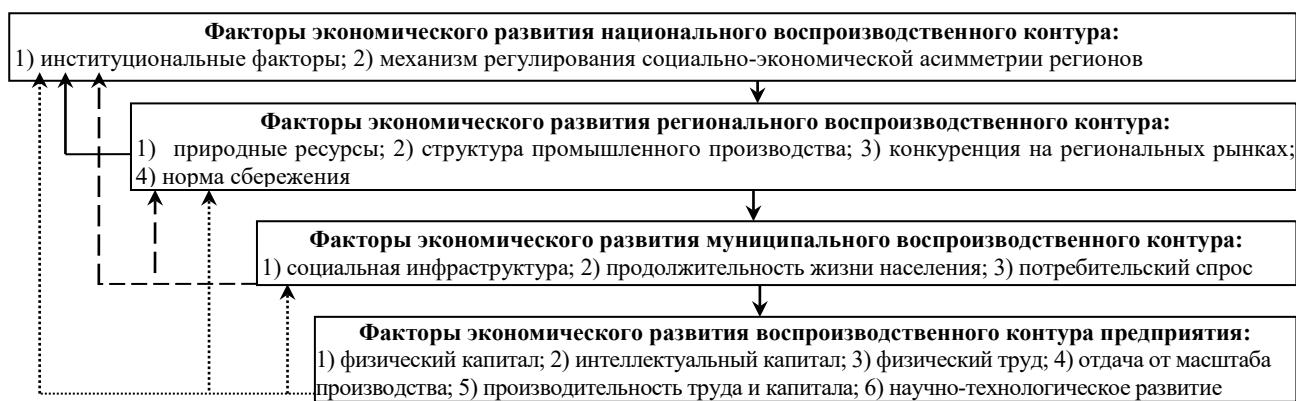 Факторы экономического развития национального воспроизводственного контура:
1) институциональные факторы; 2) механизм регулирования социально-экономической асимметрии регионов
Факторы экономического развития регионального воспроизводственного контура:
1) природные ресурсы; 2) структура промышленного производства; 3) конкуренция на региональных рынках;
4) норма сбережения
Факторы экономического развития муниципального воспроизводственного контура:
1) социальная инфраструктура; 2) продолжительность жизни населения; 3) потребительский спрос
Факторы экономического развития воспроизводственного контура предприятия:
1) физический капитал; 2) интеллектуальный капитал; 3) физический труд; 4) отдача от масштаба
производства; 5) производительность труда и капитала; 6) научно-технологическое развитие